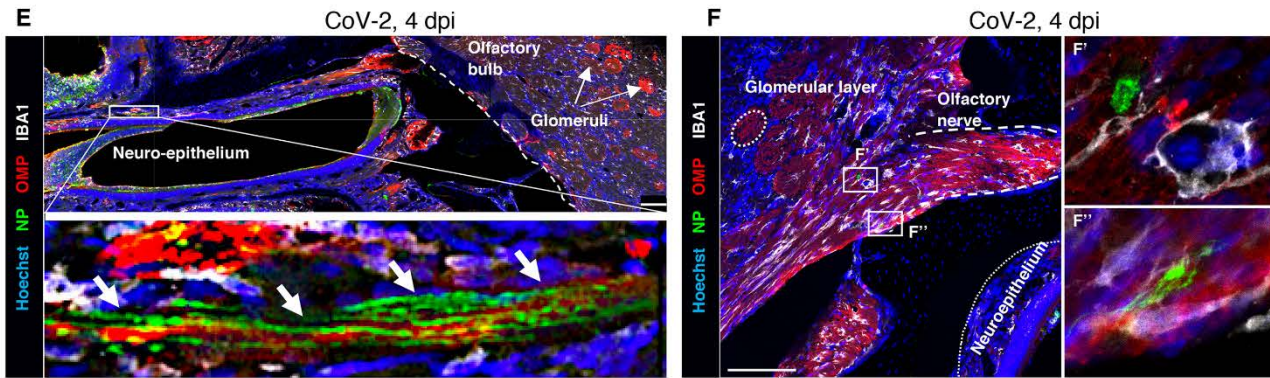 E
CoV-2, 4 dpi
Hoechst NP OMP IBA1
Olfactory
bulb
Glomeruli
Neuro-epithelium
F
CoV-2, 4 dpi
Hoechst NP OMP IBA1
Glomerular layer
Olfactory
nerve
F'
F''
Neuroepithelium
F'
F''